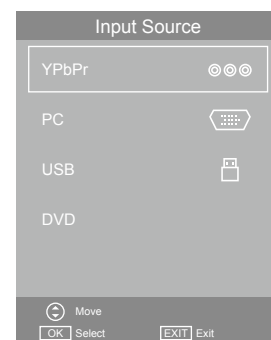 Input Source
YPbPr
PC
USB
DVD
Move
OK Select EXIT Exit